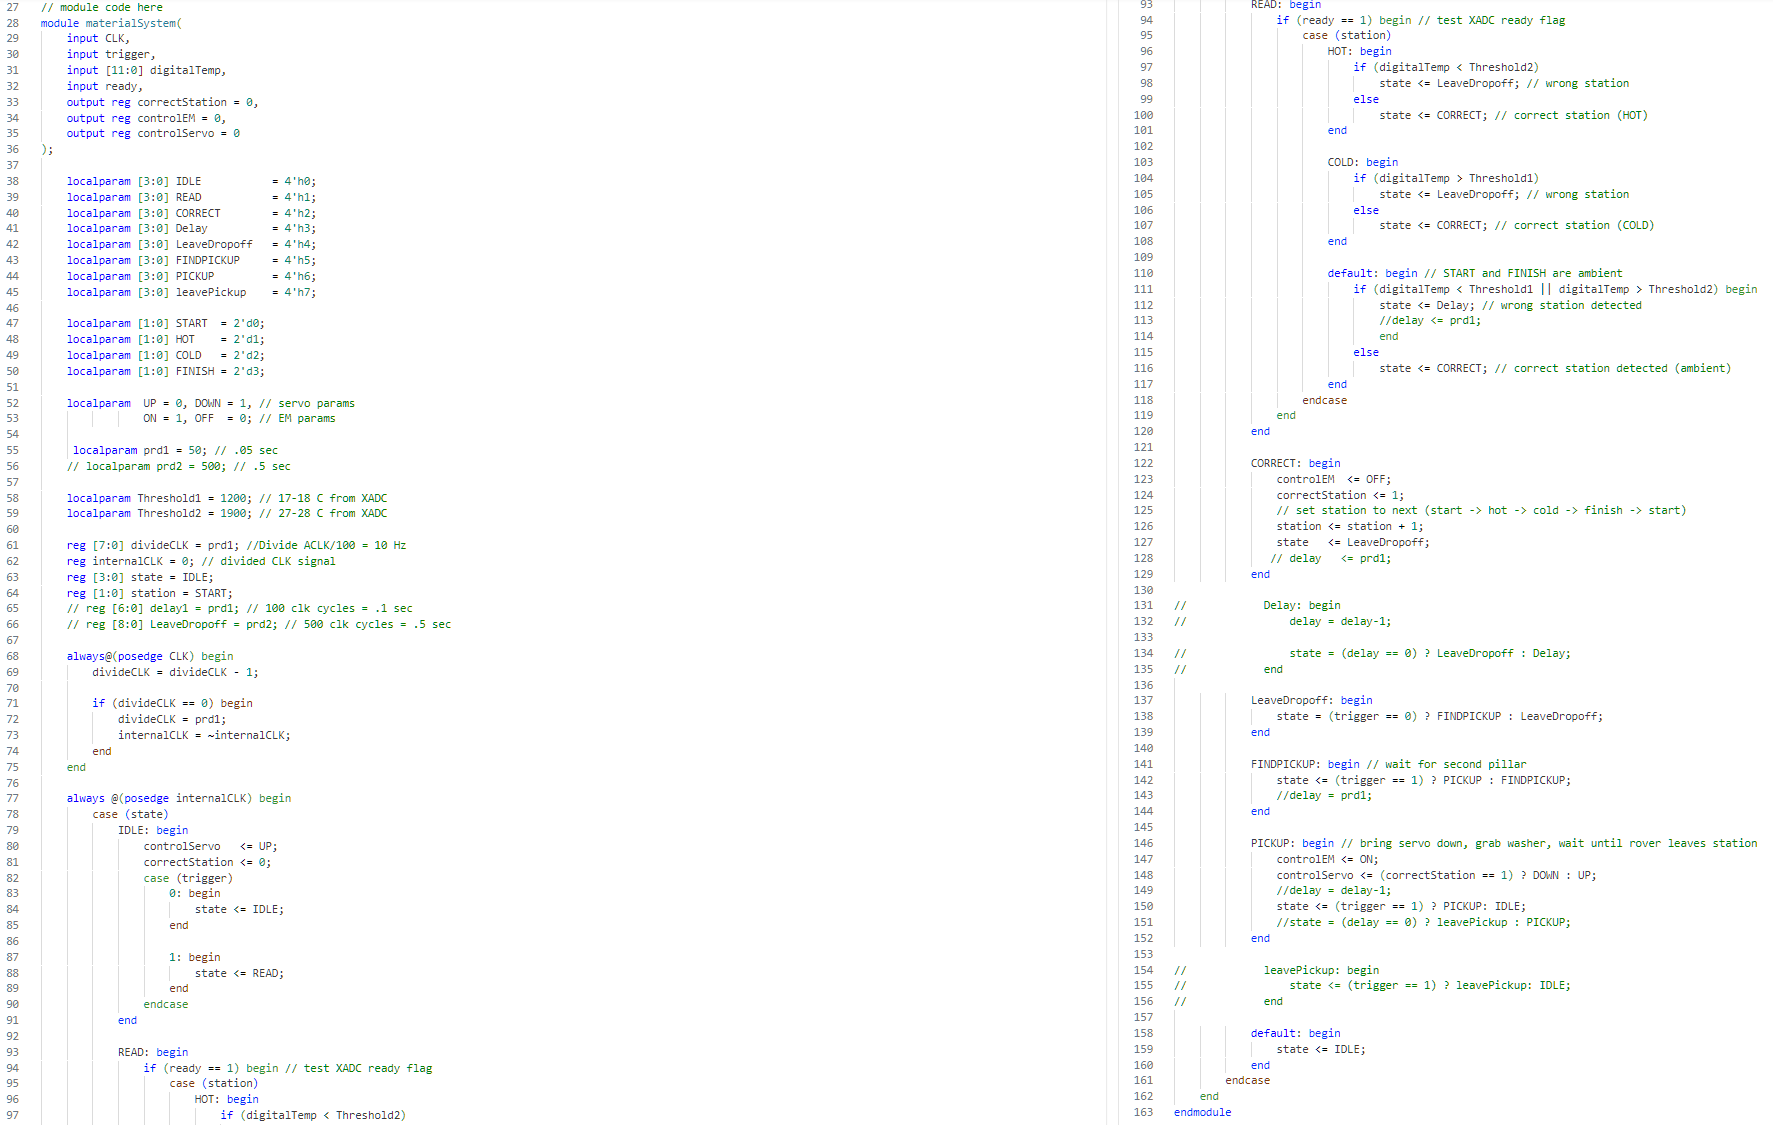 27 // module code here
28 module materialSystem(
29 input CLK,
30 input trigger,
31 input [11:0] digitalTemp,
32 input ready,
33 output reg correctStation = 0,
34 output reg controlEM = 0,
35 output reg controlServo = 0
36 );
37
38 localparam [3:0] IDLE = 4'h0;
39 localparam [3:0] READ = 4'h1;
40 localparam [3:0] CORRECT = 4'h2;
41 localparam [3:0] Delay = 4'h3;
42 localparam [3:0] LeaveDropoff = 4'h4;
43 localparam [3:0] FINDPICKUP = 4'h5;
44 localparam [3:0] PICKUP = 4'h6;
45 localparam [3:0] leavePickup = 4'h7;
46
47 localparam [1:0] START = 2'd0;
48 localparam [1:0] HOT = 2'd1;
49 localparam [1:0] COLD = 2'd2;
50 localparam [1:0] FINISH = 2'd3;
51
52 localparam UP = 0, DOWN = 1, // servo params
53 ON = 1, OFF = 0; // EM params
54
55 localparam prd1 = 50; // .05 sec
56 // localparam prd2 = 500; // .5 sec
57
58 localparam Threshold1 = 1200; // 17-18 C from XADC
59 localparam Threshold2 = 1900; // 27-28 C from XADC
60
61 reg [7:0] divideCLK = prd1; //Divide ACLK/100 = 10 Hz
62 reg internalCLK = 0; // divided CLK signal
63 reg [3:0] state = IDLE;
64 reg [1:0] station = START;
65 // reg [6:0] delay1 = prd1; // 100 clk cycles = .1 sec
66 // reg [8:0] LeaveDropoff = prd2; // 500 clk cycles = .5 sec
67
68 always@(posedge CLK) begin
69 divideCLK = divideCLK - 1;
70
71 if (divideCLK == 0) begin
72 divideCLK = prd1;
73 internalCLK = ~internalCLK;
74 end
75 end
76
77 always @(posedge internalCLK) begin
78 case (state)
79 IDLE: begin
80 controlServo <= UP;
81 correctStation <= 0;
82 case (trigger)
83 0: begin
84 state <= IDLE;
85 end
86
87 1: begin
88 state <= READ;
89 end
90 endcase
91 end
92
93 READ: begin
94 if (ready == 1) begin // test XADC ready flag
95 case (station)
96 HOT: begin
97 if (digitalTemp < Threshold2)
93 READ: begin
94 if (ready == 1) begin // test XADC ready flag
95 case (station)
96 HOT: begin
97 if (digitalTemp < Threshold2)
98 state <= LeaveDropoff; // wrong station
99 else
100 state <= CORRECT; // correct station (HOT)
101 end
102
103 COLD: begin
104 if (digitalTemp > Threshold1)
105 state <= LeaveDropoff; // wrong station
106 else
107 state <= CORRECT; // correct station (COLD)
108 end
109
110 default: begin // START and FINISH are ambient
111 if (digitalTemp < Threshold1 || digitalTemp > Threshold2) begin
112 state <= Delay; // wrong station detected
113 //delay <= prd1;
114 end
115 else
116 state <= CORRECT; // correct station detected (ambient)
117 end
118 endcase
119 end
120 end
121
122 CORRECT: begin
123 controlEM <= OFF;
124 correctStation <= 1;
125 // set station to next (start -> hot -> cold -> finish -> start)
126 station <= station + 1;
127 state <= LeaveDropoff;
128 // delay <= prd1;
129 end
130
131 // Delay: begin
132 // delay = delay-1;
133
134 // state = (delay == 0) ? LeaveDropoff : Delay;
135 // end
136
137 LeaveDropoff: begin
138 state = (trigger == 0) ? FINDPICKUP : LeaveDropoff;
139 end
140
141 FINDPICKUP: begin // wait for second pillar
142 state <= (trigger == 1) ? PICKUP : FINDPICKUP;
143 //delay = prd1;
144 end
145
146 PICKUP: begin // bring servo down, grab washer, wait until rover leaves station
147 controlEM <= ON;
148 controlServo <= (correctStation == 1) ? DOWN : UP;
149 //delay = delay-1;
150 state <= (trigger == 1) ? PICKUP: IDLE;
151 //state = (delay == 0) ? leavePickup : PICKUP;
152 end
153
154 // leavePickup: begin
155 // state <= (trigger == 1) ? leavePickup: IDLE;
156 // end
157
158 default: begin
159 state <= IDLE;
160 end
161 endcase
162 end
163 endmodule